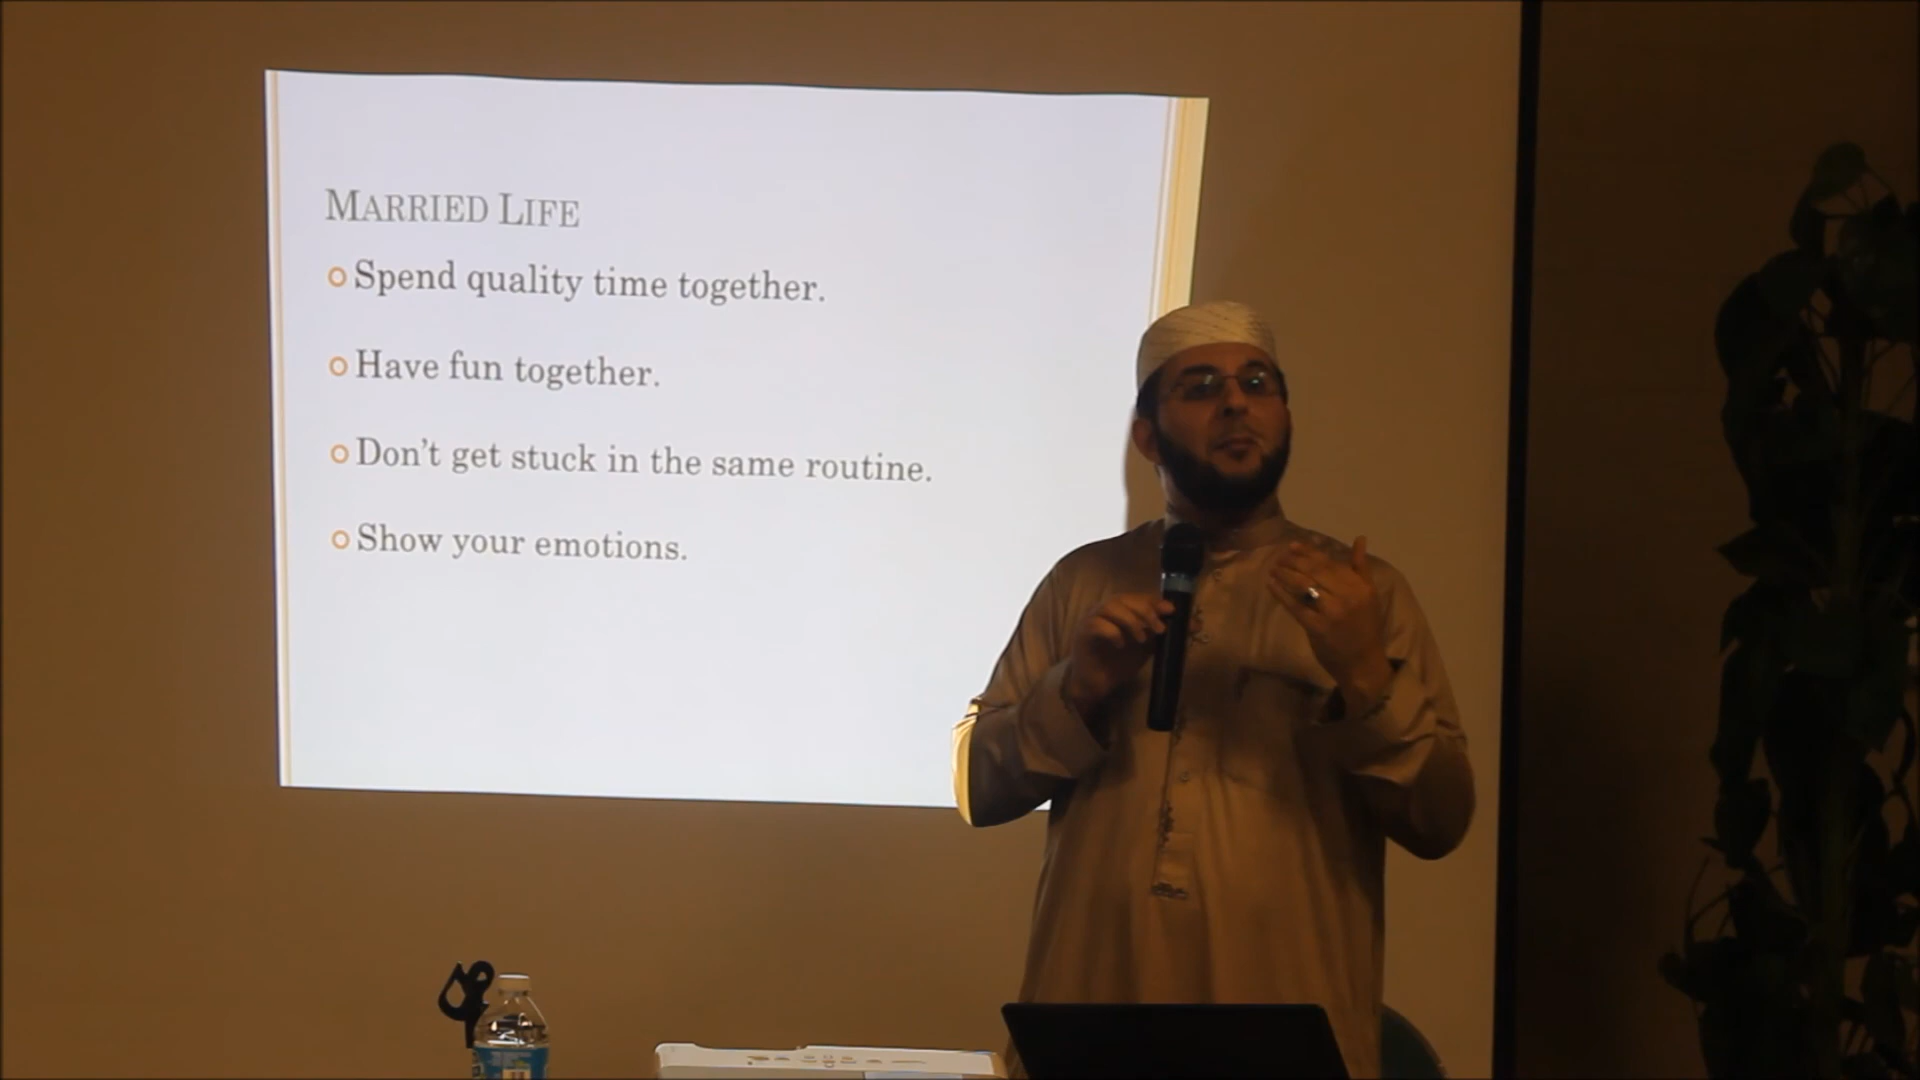 MARRIED LIFE
Spend quality time together.
Have fun together.
Don't get stuck in the same routine.
Show your emotions.